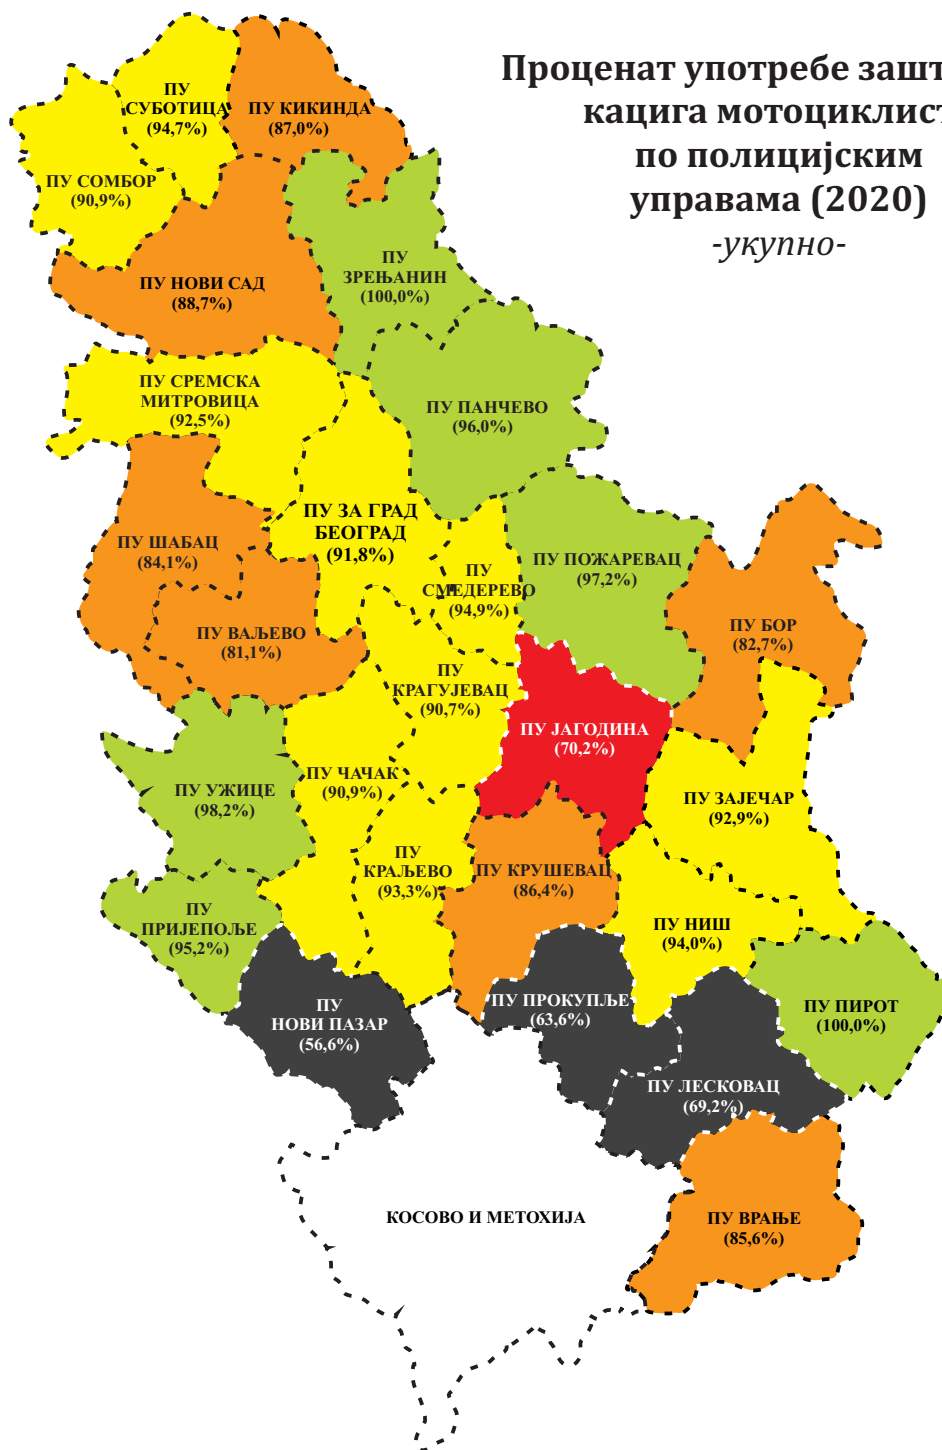 Проценат употребе
кацига
по полицијским
управама (2020)
-укупно-
ПУ
СУБОТИЦА
(94,7%)
ПУ КИКИНДА
(87,0%)
ПУ СОМБОР
(90,9%)
ПУ НОВИ САД
(88,7%)
ПУ
ЗРЕЊАНИН
(100,0%)
ПУ СРЕМСКА
МИТРОВИЦА
(92,5%)
ПУ ПАНЧЕВО
(96,0%)
ПУ ЗА ГРАД
БЕОГРАД
(91,8%)
ПУ ШАБАЦ
(84,1%)
ПУ
СМЕДЕРЕВО
(94,9%)
ПУ ПОЖАРЕВАЦ
(97,2%)
ПУ ВАЉЕВО
(81,1%)
ПУ БОР
(82,7%)
ПУ
КРАГУЈЕВАЦ
(90,7%)
ПУ ЈАГОДИНА
(70,2%)
ПУ УЖИЦЕ
(98,2%)
ПУ ЧАЧАК
(90,9%)
ПУ ЗАЈЕЧАР
(92,9%)
ПУ
КРАЉЕВО
(93,3%)
ПУ КРУШЕВАЦ
(86,4%)
ПУ
ПРИЈЕПОЉЕ
(95,2%)
ПУ НИШ
(94,0%)
ПУ
НОВИ ПАЗАР
(56,6%)
ПУ ПРОКУПЉЕ
(63,6%)
ПУ ПИРОТ
(100,0%)
ПУ ЛЕСКОВАЦ
(69,2%)
КОСОВО И МЕТОХИЈА
ПУ ВРАЊЕ
(85,6%)